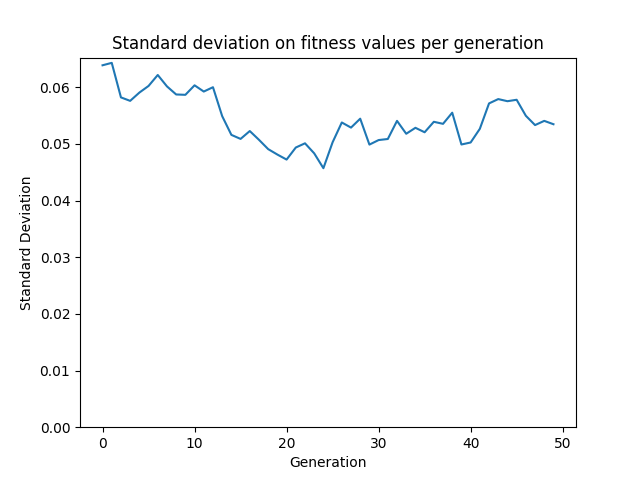 Standard deviation on fitness values per generation
Standard Deviation
0.06
0.05
0.04
0.03
0.02
0.01
0.00
0 10 20 30 40 50
Generation